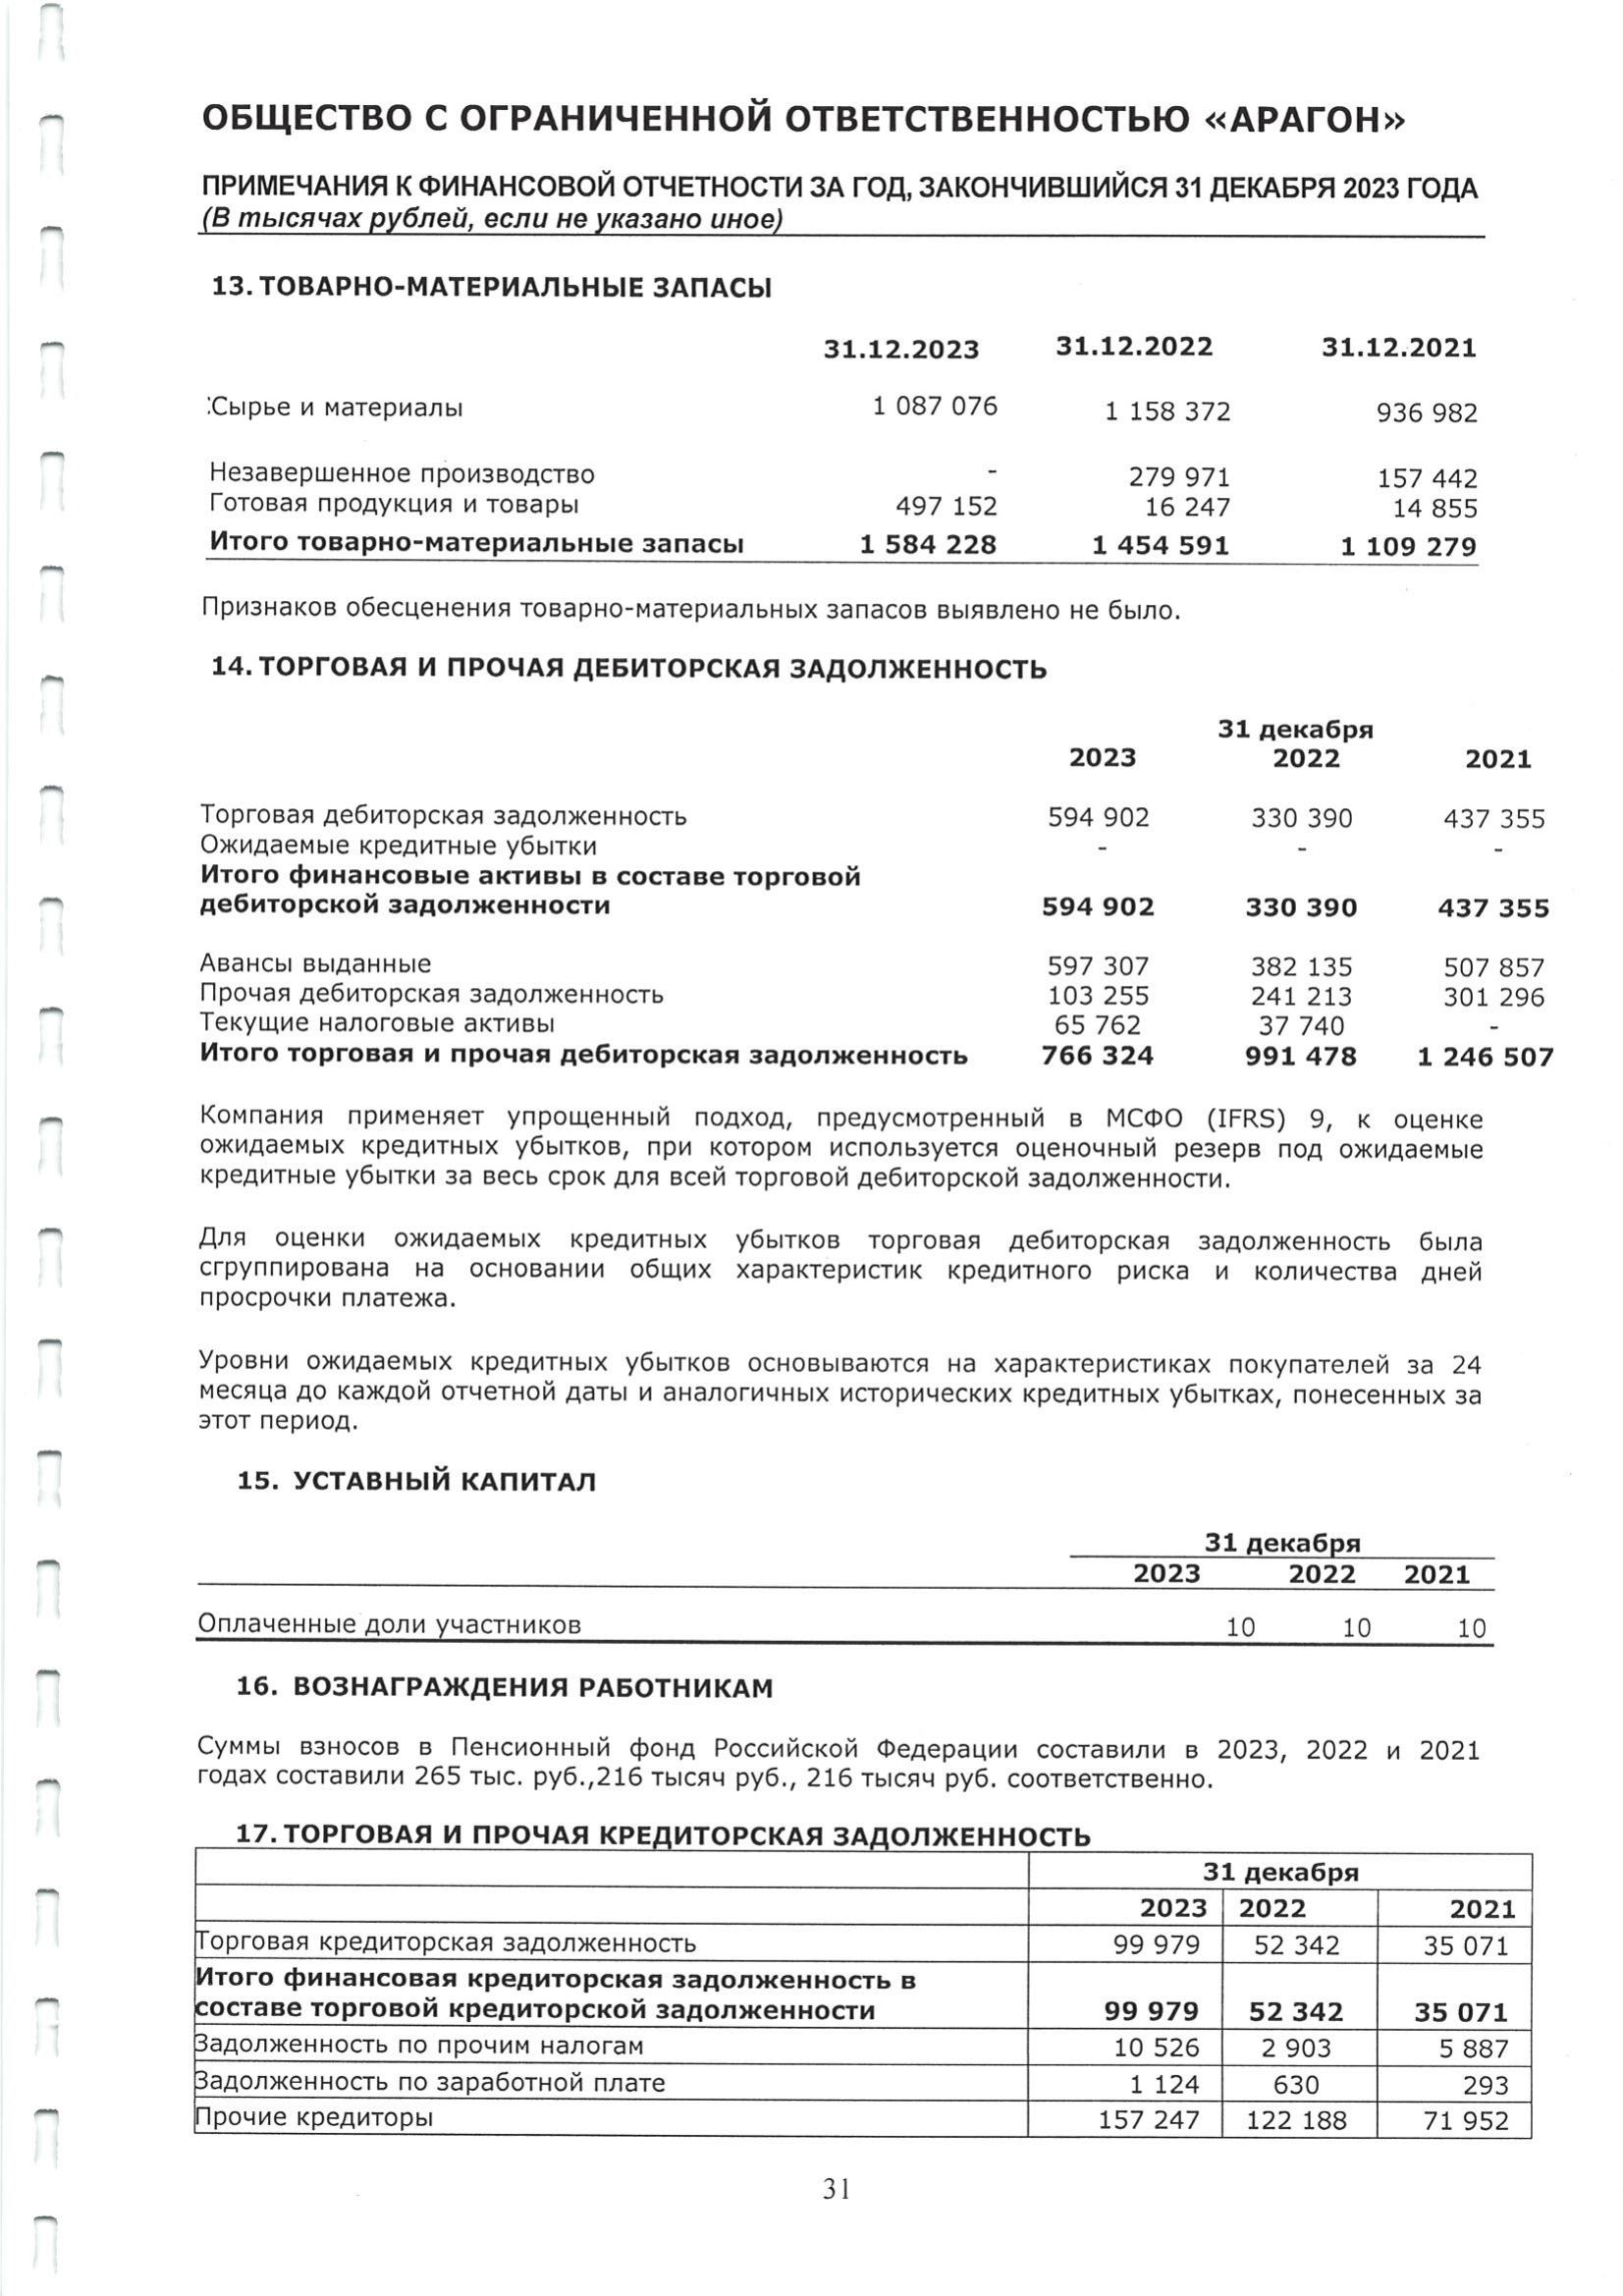 ОБЩЕСТВО С ОГРАНИЧЕННОЙ ОТВЕТСТВЕННОСТЬЮ «АРАГОН»
ПРИМЕЧАНИЯ К ФИНАНСОВОЙ ОТЧЕТНОСТИ ЗА ГОД, ЗАКОНЧИВШИЙСЯ 31 ДЕКАБРЯ 2023 ГОДА
(В тысячах рублей, если не указано иное)
13. ТОВАРНО-МАТЕРИАЛЬНЫЕ ЗАПАСЫ
31.12.2023 31.12.2022 31.12.2021
Сырье и материалы 1 087 076 1 158 372 936 982
Незавершенное производство - 279 971 157 442
Готовая продукция и товары 497 152 16 247 14 855
Итого товарно-материальные запасы 1 584 228 1 454 591 1 109 279
Признаков обесценения товарно-материальных запасов выявлено не было.
14. ТОРГОВАЯ И ПРОЧАЯ ДЕБИТОРСКАЯ ЗАДОЛЖЕННОСТЬ
31 декабря
2023 2022 2021
Торговая дебиторская задолженность 594 902 330 390 437 355
Ожидаемые кредитные убытки - - -
Итого финансовые активы в составе торговой
дебиторской задолженности 594 902 330 390 437 355
Авансы выданные 597 307 382 135 507 857
Прочая дебиторская задолженность 103 255 241 213 301 296
Текущие налоговые активы 65 762 37 740 -
Итого торговая и прочая дебиторская задолженность 766 324 991 478 1 246 507
Компания применяет упрощенный подход, предусмотренный в МСФО (IFRS) 9, к оценке
ожидаемых кредитных убытков, при котором используется оценочный резерв под ожидаемые
кредитные убытки за весь срок для всей торговой дебиторской задолженности.
Для оценки ожидаемых кредитных убытков торговая дебиторская задолженность была
сгруппирована на основании общих характеристик кредитного риска и количества дней
просрочки платежа.
Уровни ожидаемых кредитных убытков основываются на характеристиках покупателей за 24
месяца до каждой отчетной даты и аналогичных исторических кредитных убытках, понесенных за
этот период.
15. УСТАВНЫЙ КАПИТАЛ
31 декабря
2023 2022 2021
Оплаченные доли участников 10 10 10
16. ВОЗНАГРАЖДЕНИЯ РАБОТНИКАМ
Суммы взносов в Пенсионный фонд Российской Федерации составили в 2023, 2022 и 2021
годах составили 265 тыс. руб.,216 тысяч руб., 216 тысяч руб. соответственно.
17. ТОРГОВАЯ И ПРОЧАЯ КРЕДИТОРСКАЯ ЗАДОЛЖЕННОСТЬ
31 декабря
2023 2022 2021
Торговая кредиторская задолженность 99 979 52 342 35 071
Итого финансовая кредиторская задолженность в
составе торговой кредиторской задолженности 99 979 52 342 35 071
Задолженность по прочим налогам 10 526 2 903 5 887
Задолженность по заработной плате 1 124 630 293
Прочие кредиторы 157 247 122 188 71 952
31